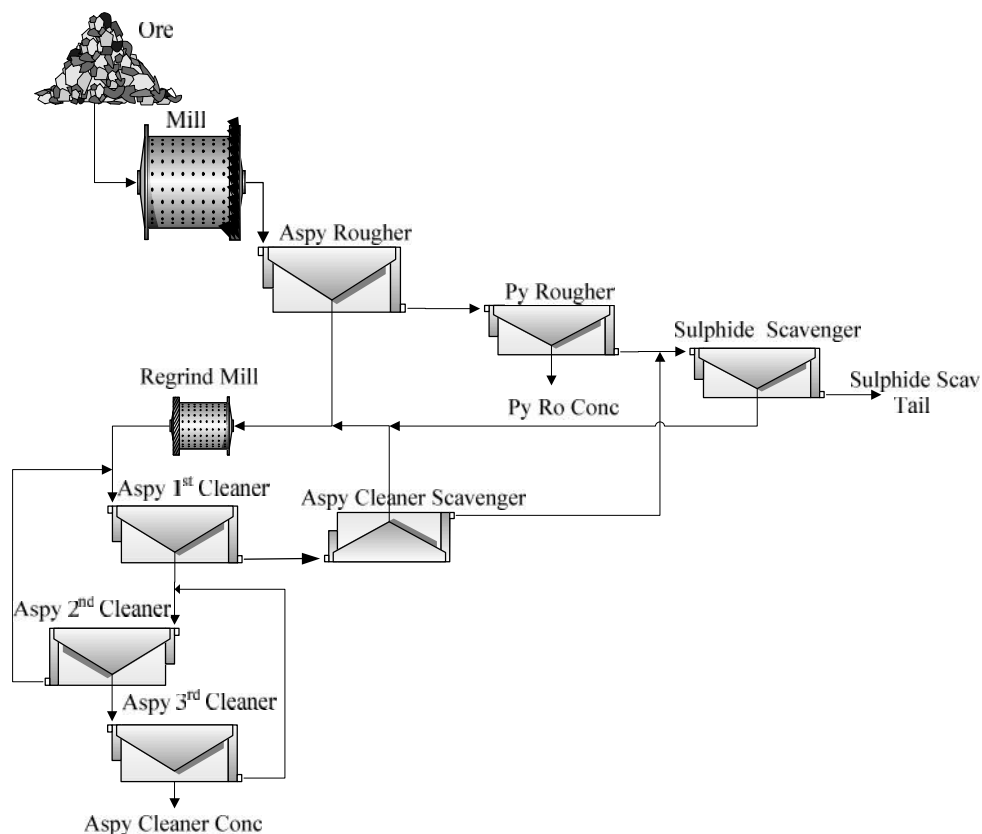 Ore
Mill
Aspy Rougher
Py Rougher
Sulphide Scavenger
Regrind Mill
Sulphide Scav
Tail
Py Ro Conc
Aspy 1st Cleaner
Aspy Cleaner Scavenger
Aspy 2nd Cleaner
Aspy 3rd Cleaner
Aspy Cleaner Conc